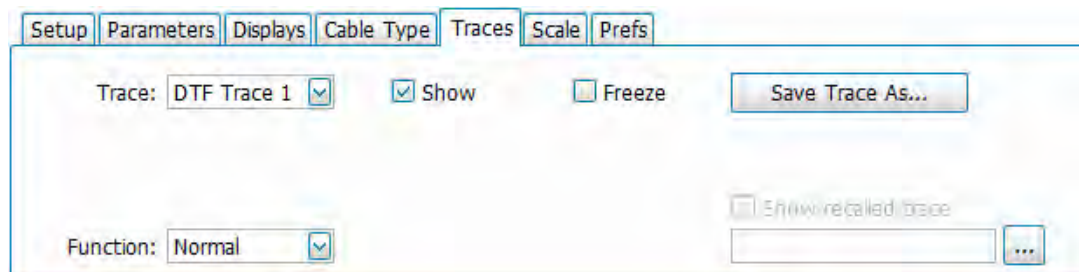 Setup Parameters Displays Cable Type Traces Scale Prefs
Trace: DTF Trace 1 Show Freeze Save Trace As...
Show recalled trace
Function: Normal ...